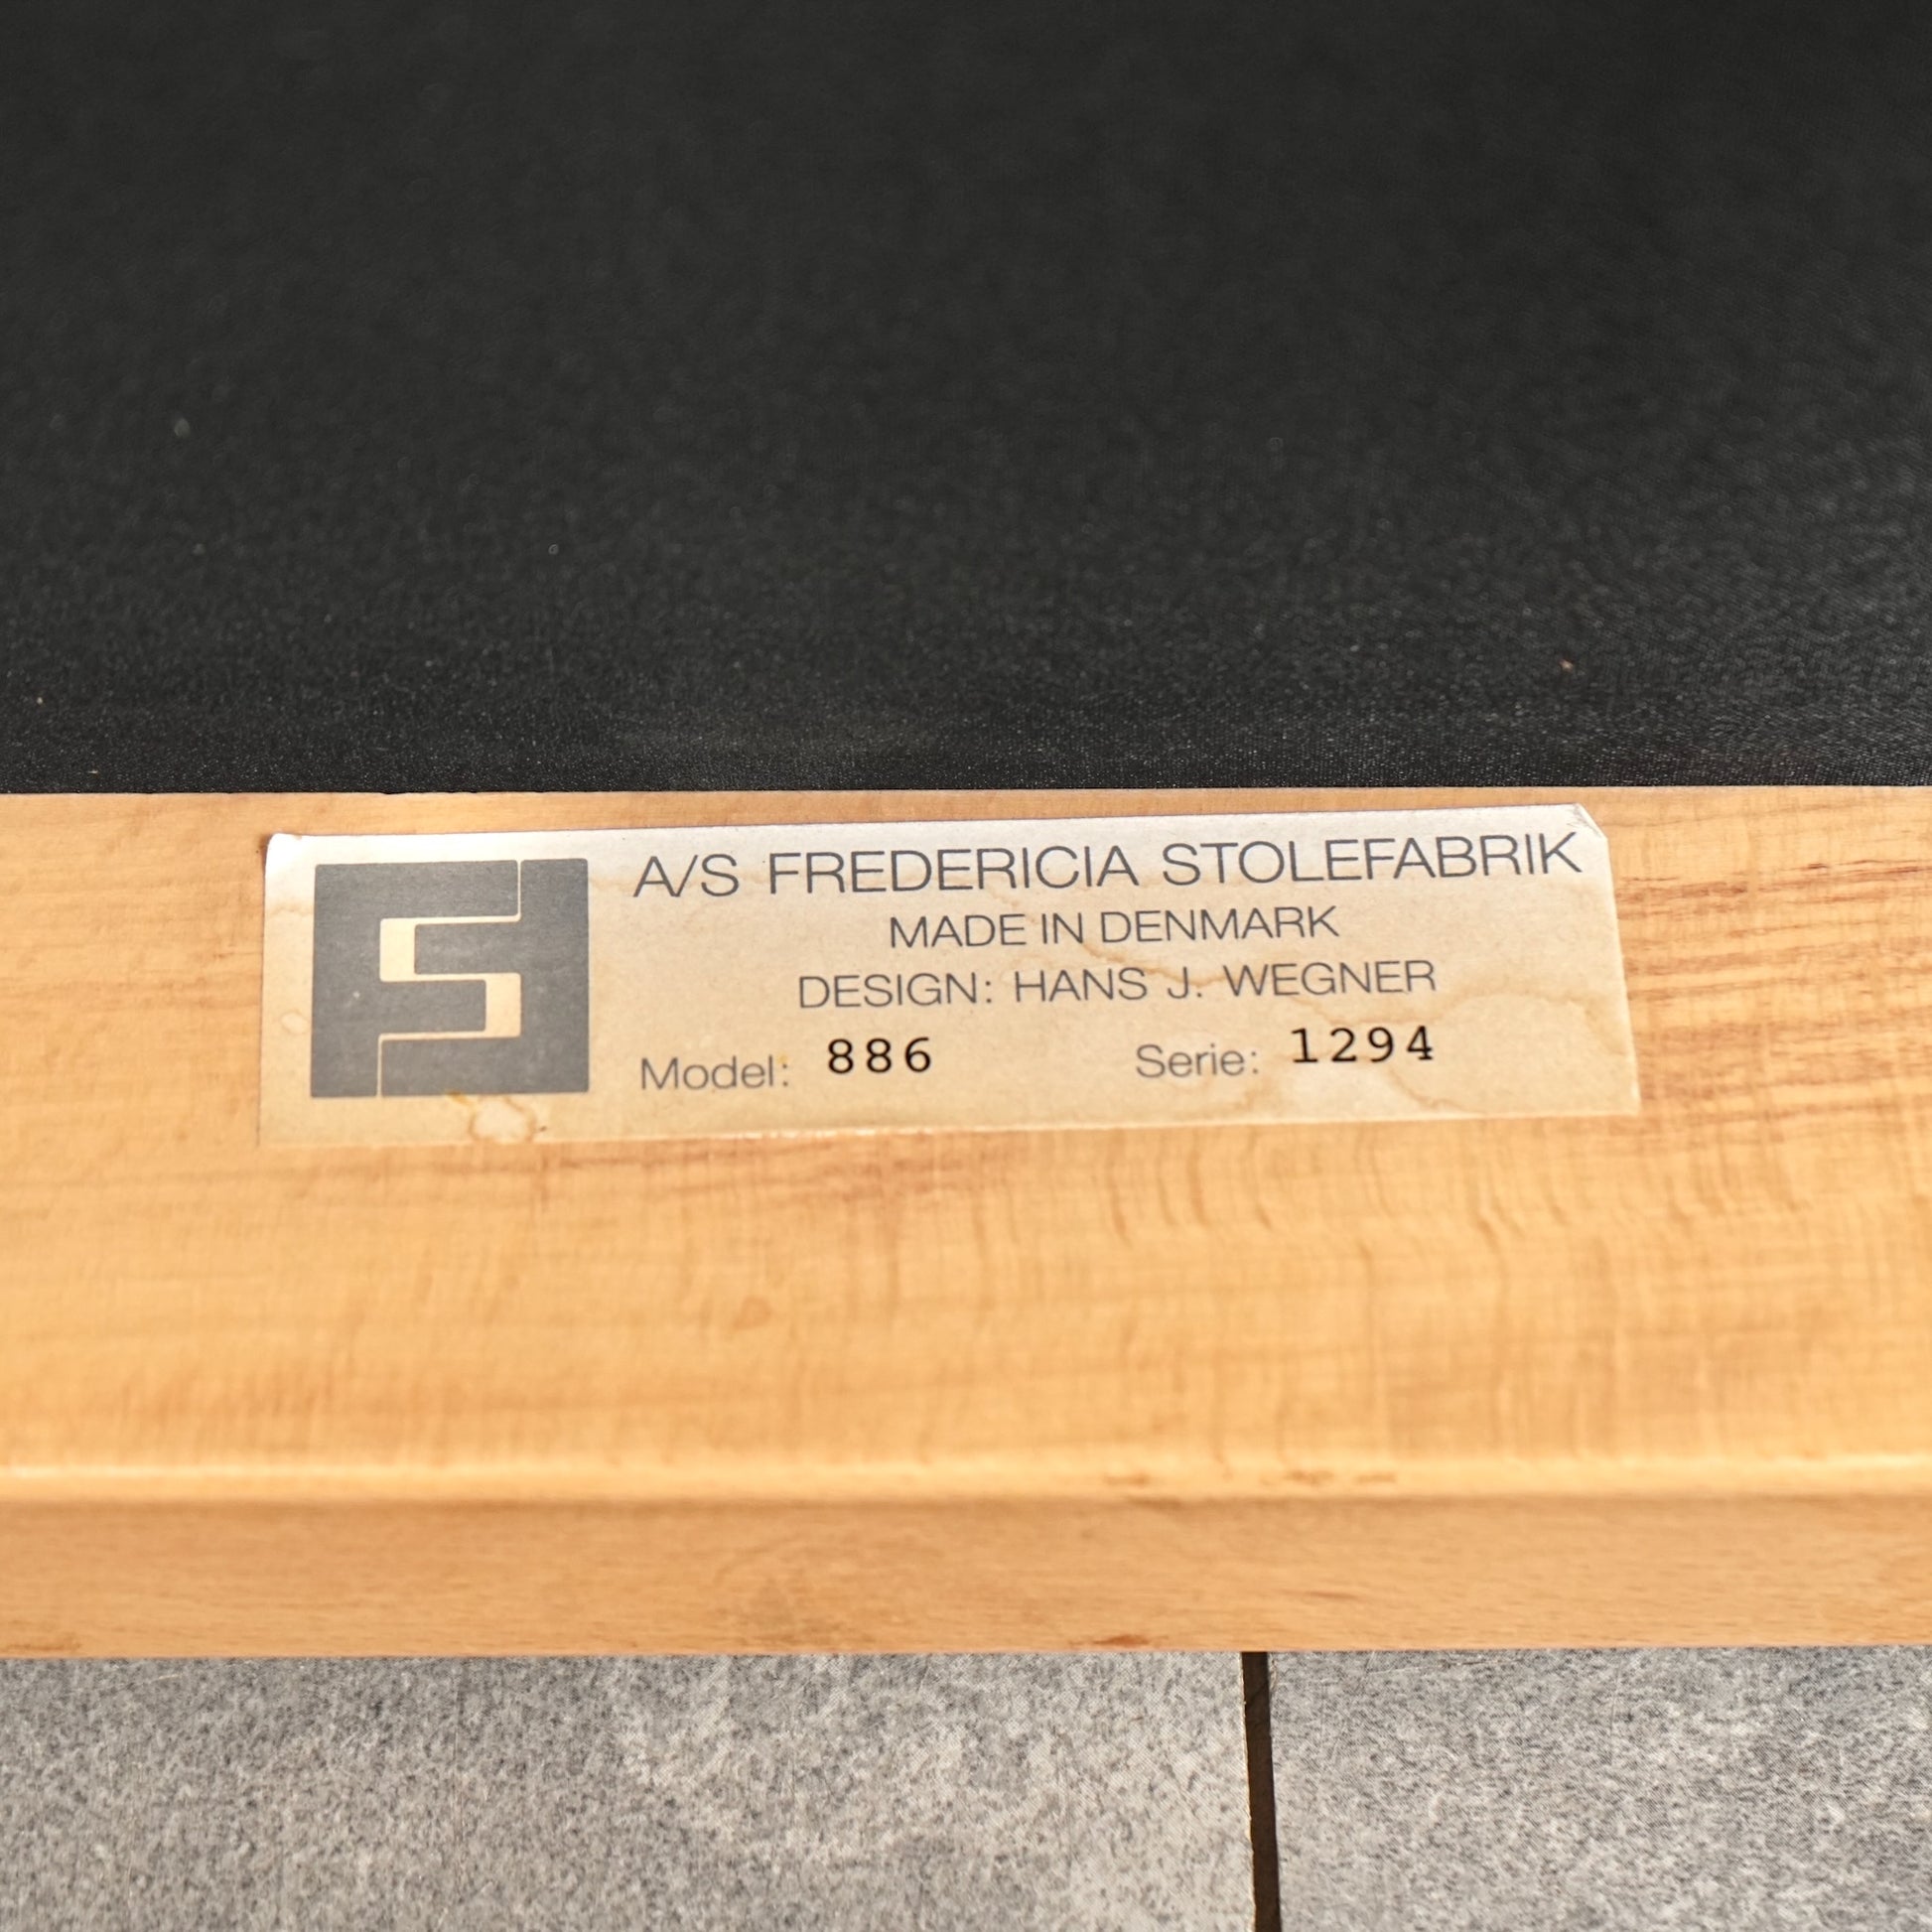 A/S FREDERICIA STOLEFABRIK
MADE IN DENMARK
DESIGN: HANS J. WEGNER
Model: 886 Serie: 1294